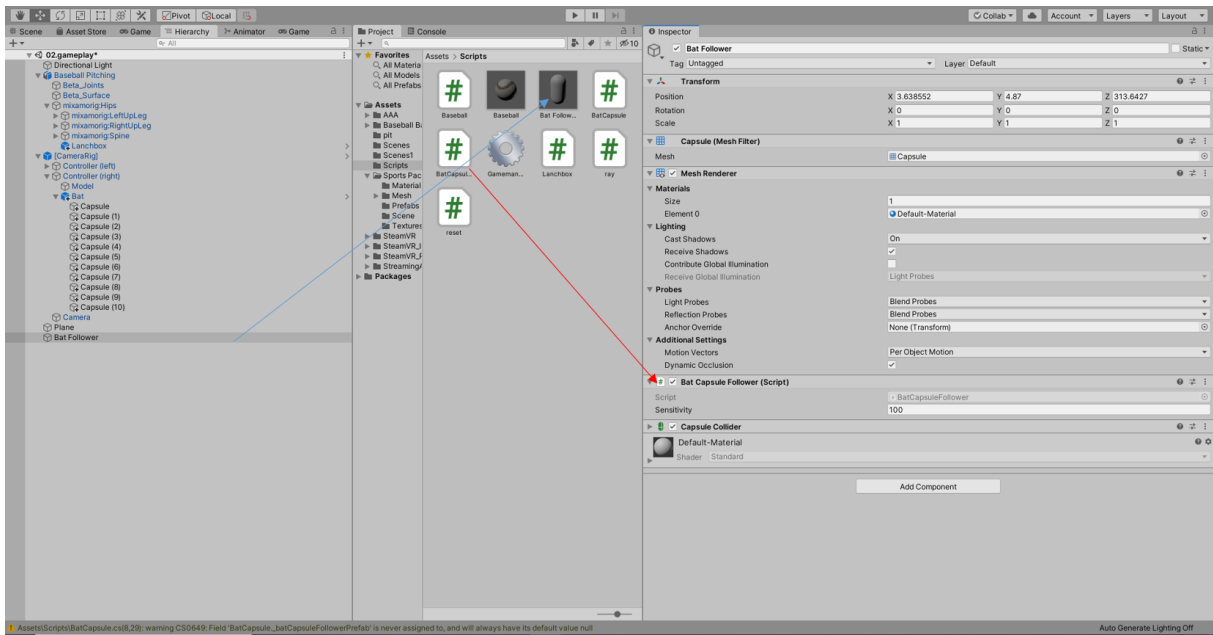 Pivot Local
Collab Account Layers Layout
Scene Asset Store Game Hierarchy Animator Game
All
02.gameplay*
Directional Light
Baseball Pitching
Beta_Joints
Beta_Surface
mixamorig:Hips
mixamorig:LeftUpLeg
mixamorig:RightUpLeg
mixamorig:Spine
Lanchbox
[CameraRig]
Controller (left)
Controller (right)
Model
Bat
Capsule
Capsule (1)
Capsule (2)
Capsule (3)
Capsule (4)
Capsule (5)
Capsule (6)
Capsule (7)
Capsule (8)
Capsule (9)
Capsule (10)
Camera
Plane
Bat Follower
Project Console
10
Favorites
All Materia
All Models
All Prefabs
Assets
AAA
Baseball Ba
pit
Scenes
Scenes1
Scripts
Sports Pac
Material
Mesh
Prefabs
Scene
Textures
SteamVR
SteamVR_I
SteamVR_F
Streaming/
Packages
Assets > Scripts
Baseball Baseball Bat Follow... BatCapsule
BatCapsul... Gameman... Lanchbox ray
reset
Inspector
Bat Follower Static
Tag Untagged Layer Default
Transform
Position X 3.638552 Y 4.87 Z 313.6427
Rotation X 0 Y 0 Z 0
Scale X 1 Y 1 Z 1
Capsule (Mesh Filter)
Mesh Capsule
Mesh Renderer
Materials
Size 1
Element 0 Default-Material
Lighting
Cast Shadows On
Receive Shadows
Contribute Global Illumination
Receive Global Illumination Light Probes
Probes
Light Probes Blend Probes
Reflection Probes Blend Probes
Anchor Override None (Transform)
Additional Settings
Motion Vectors Per Object Motion
Dynamic Occlusion
Bat Capsule Follower (Script)
Script BatCapsuleFollower
Sensitivity 100
Capsule Collider
Default-Material
Shader Standard
Add Component
Assets\Scripts\BatCapsule.cs(8,29): warning CS0649: Field 'BatCapsule._batCapsuleFollowerPrefab' is never assigned to, and will always have its default value null
Auto Generate Lighting Off